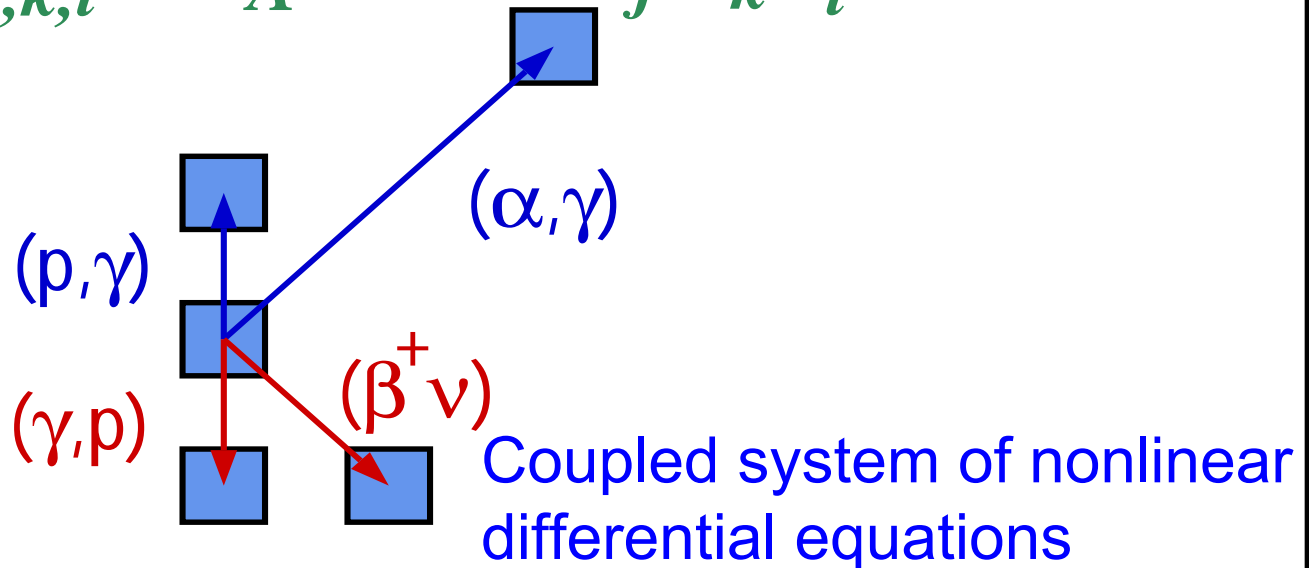 (α,γ)
(p,γ)
(β⁺ν)
(γ,p)
Coupled system of nonlinear
differential equations